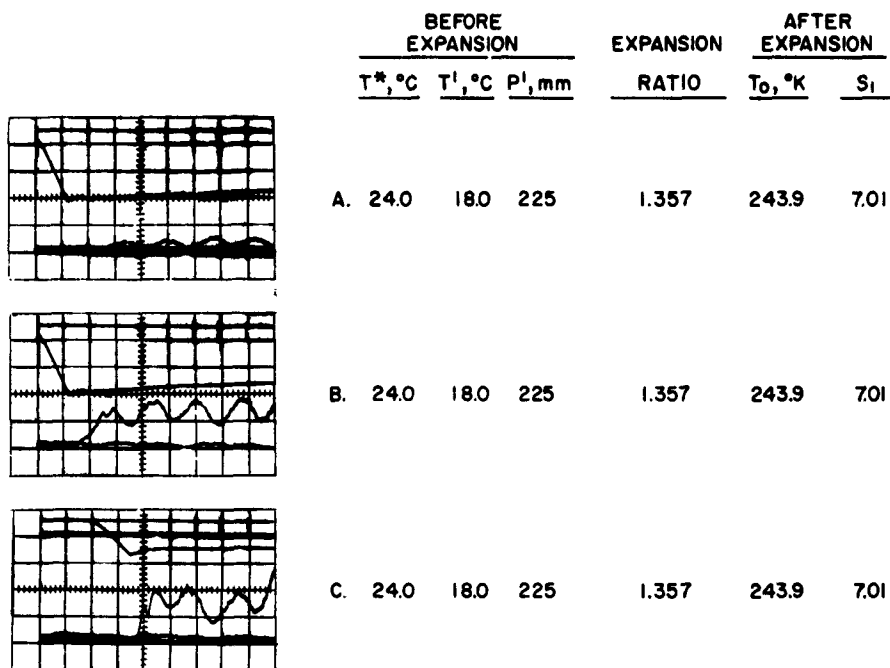 BEFORE EXPANSION AFTER
EXPANSION EXPANSION EXPANSION
T*, °C T', °C P', mm RATIO T₀, °K S₁
A. 24.0 18.0 225 1.357 243.9 7.01
B. 24.0 18.0 225 1.357 243.9 7.01
C. 24.0 18.0 225 1.357 243.9 7.01